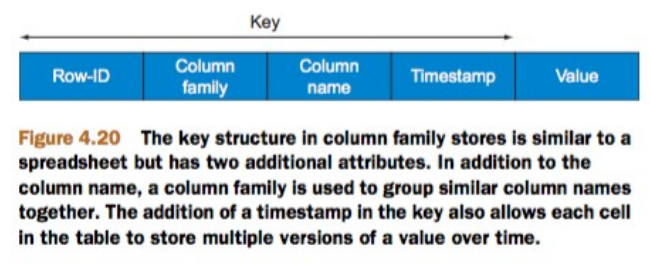 Key
Row-ID
Column
family
Column
name
Timestamp
Value
Figure 4.20 The key structure in column family stores is similar to a
spreadsheet but has two additional attributes. In addition to the
column name, a column family is used to group similar column names
together. The addition of a timestamp in the key also allows each cell
in the table to store multiple versions of a value over time.